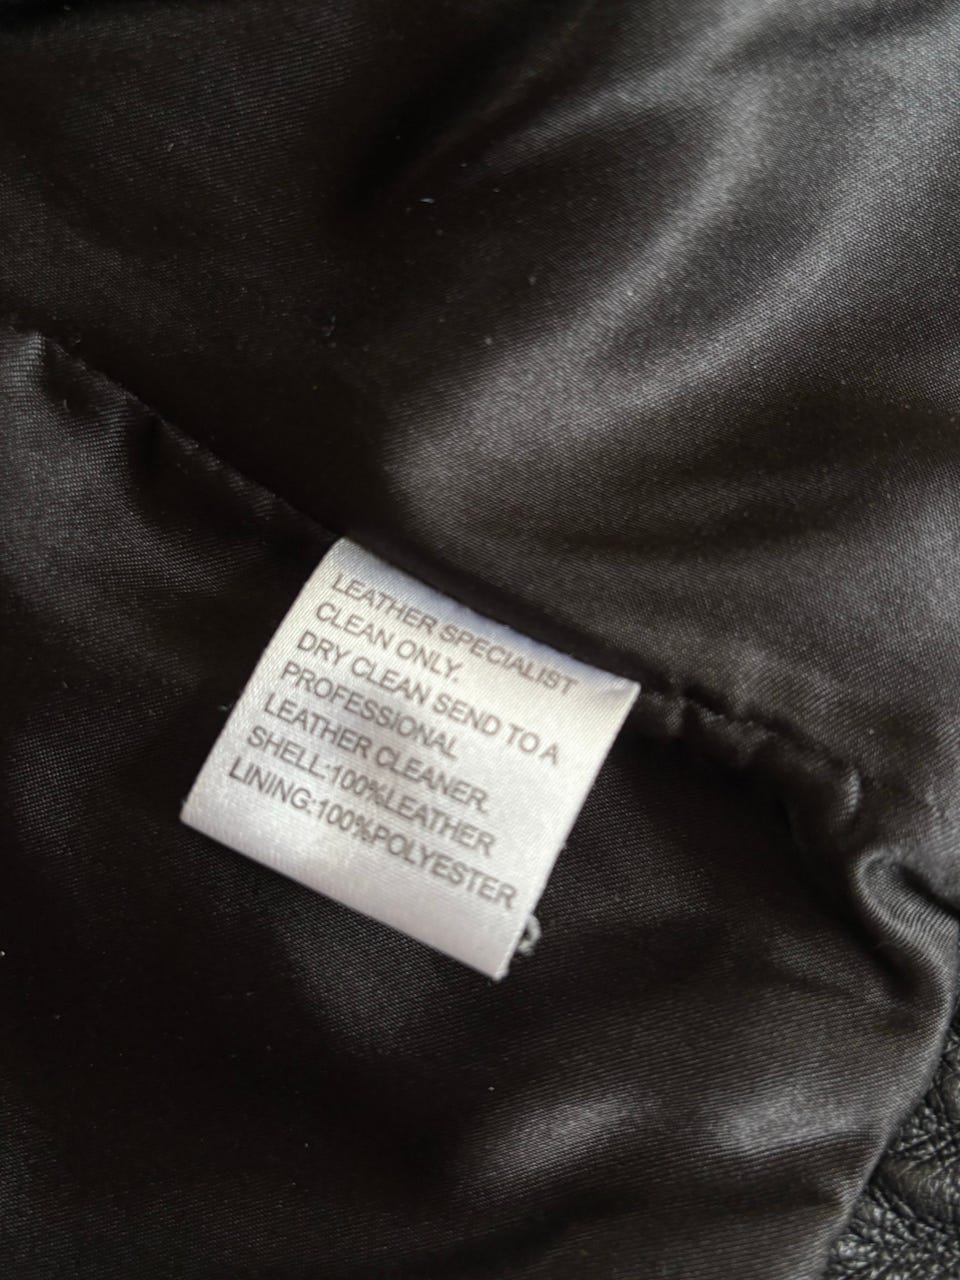 LEATHER SPECIALIST
CLEAN ONLY.
DRY CLEAN SEND TO A
PROFESSIONAL
LEATHER CLEANER.
SHELL:100%LEATHER
LINING:100%POLYESTER